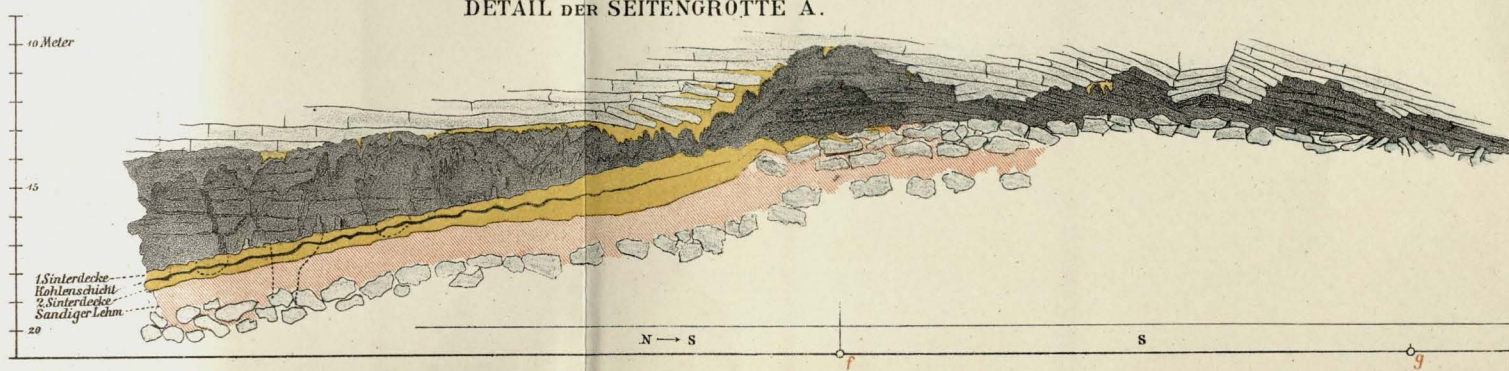 DETAIL DER SEITENGROTTE A.
10 Meter
15
1. Sinterdecke
Kohlenschicht
2. Sinterdecke
Sandiger Lehm
20
N → S
S
f
g